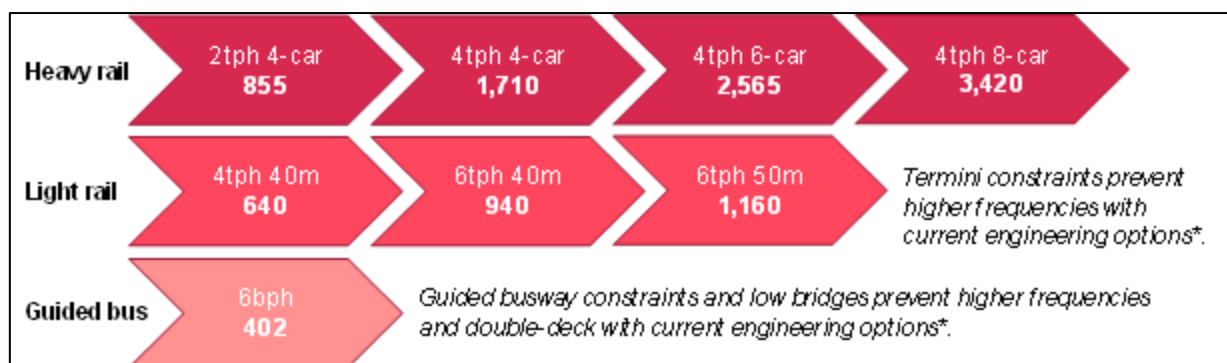 Heavy rail
2tph 4-car
855
4tph 4-car
1,710
4tph 6-car
2,565
4tph 8-car
3,420
Light rail
4tph 40m
640
6tph 40m
940
6tph 50m
1,160
Termini constraints prevent
higher frequencies with
current engineering options*.
Guided bus
6bph
402
Guided busway constraints and low bridges prevent higher frequencies
and double-deck with current engineering options*.